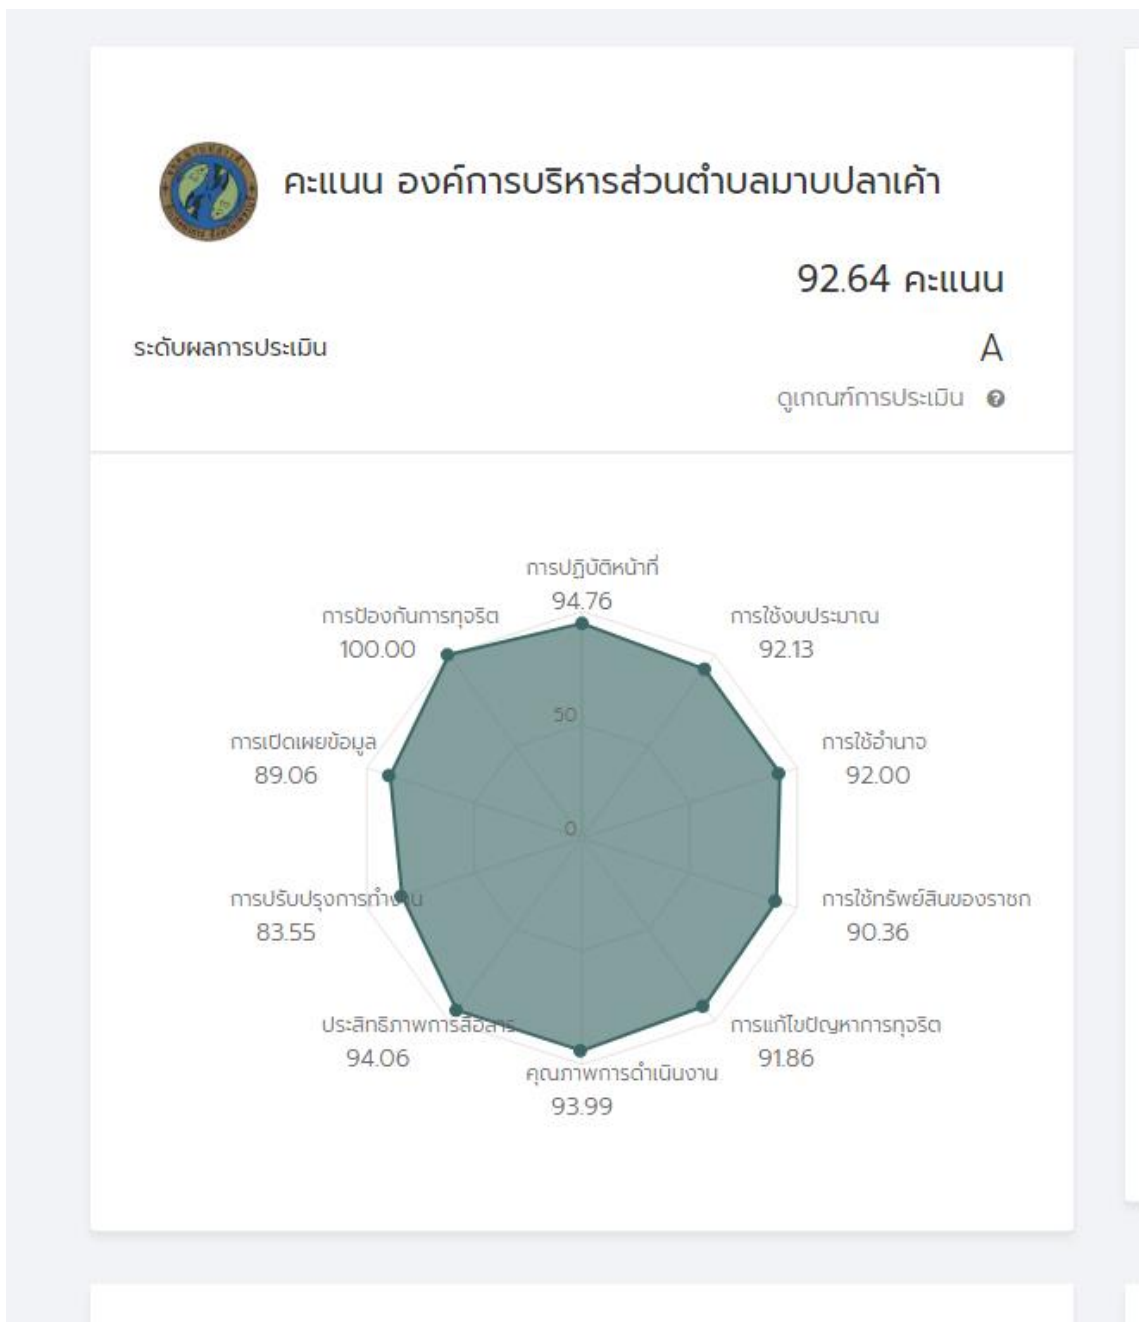 คะแนน องค์การบริหารส่วนตำบลมาบปลาเค้า
92.64 คะแนน
ระดับผลการประเมิน
A
ดูเกณฑ์การประเมิน
การปฏิบัติหน้าที่
94.76
การป้องกันการทุจริต
100.00
การใช้งบประมาณ
92.13
50
การเปิดเผยข้อมูล
89.06
การใช้อำนาจ
92.00
0
การปรับปรุงการทำงาน
83.55
การใช้ทรัพย์สินของราชก
90.36
ประสิทธิภาพการสื่อสาร
94.06
การแก้ไขปัญหาการทุจริต
91.86
คุณภาพการดำเนินงาน
93.99